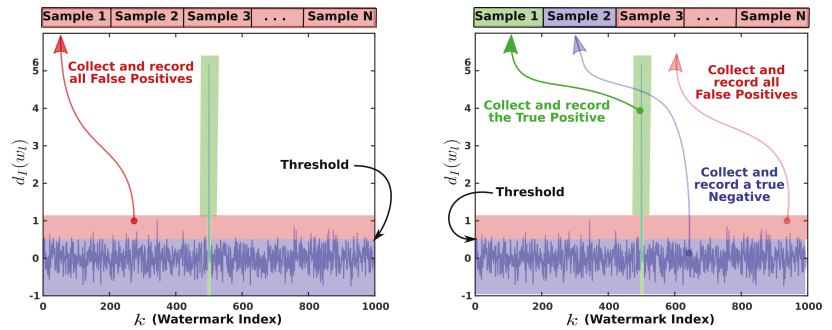 Sample 1 Sample 2 Sample 3 . . . Sample N
6
5
4
3
2
1
0
-1
d_I(w_l)
Collect and record
all False Positives
Threshold
0 200 400 600 800 1000
k (Watermark Index)
Sample 1 Sample 2 Sample 3 . . . Sample N
6
5
4
3
2
1
0
-1
d_I(w_l)
Collect and record
the True Positive
Collect and
record all
False Positives
Threshold
Collect and
record a true
Negative
0 200 400 600 800 1000
k (Watermark Index)